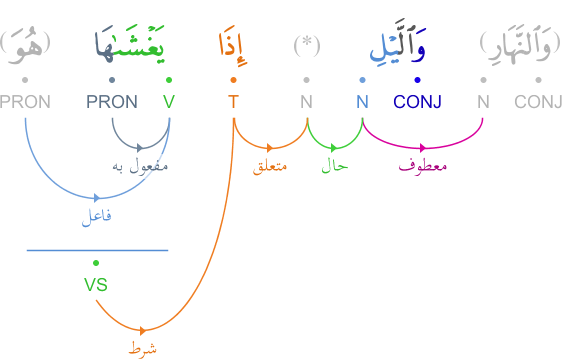 (وَٱلنَّهَارِ) وَٱلَّيْلِ (*) إِذَا يَغْشَىٰهَا (هُوَ)
PRON PRON V T N N CONJ N CONJ
مفعول به متعلق حال معطوف
فاعل
VS
شرط